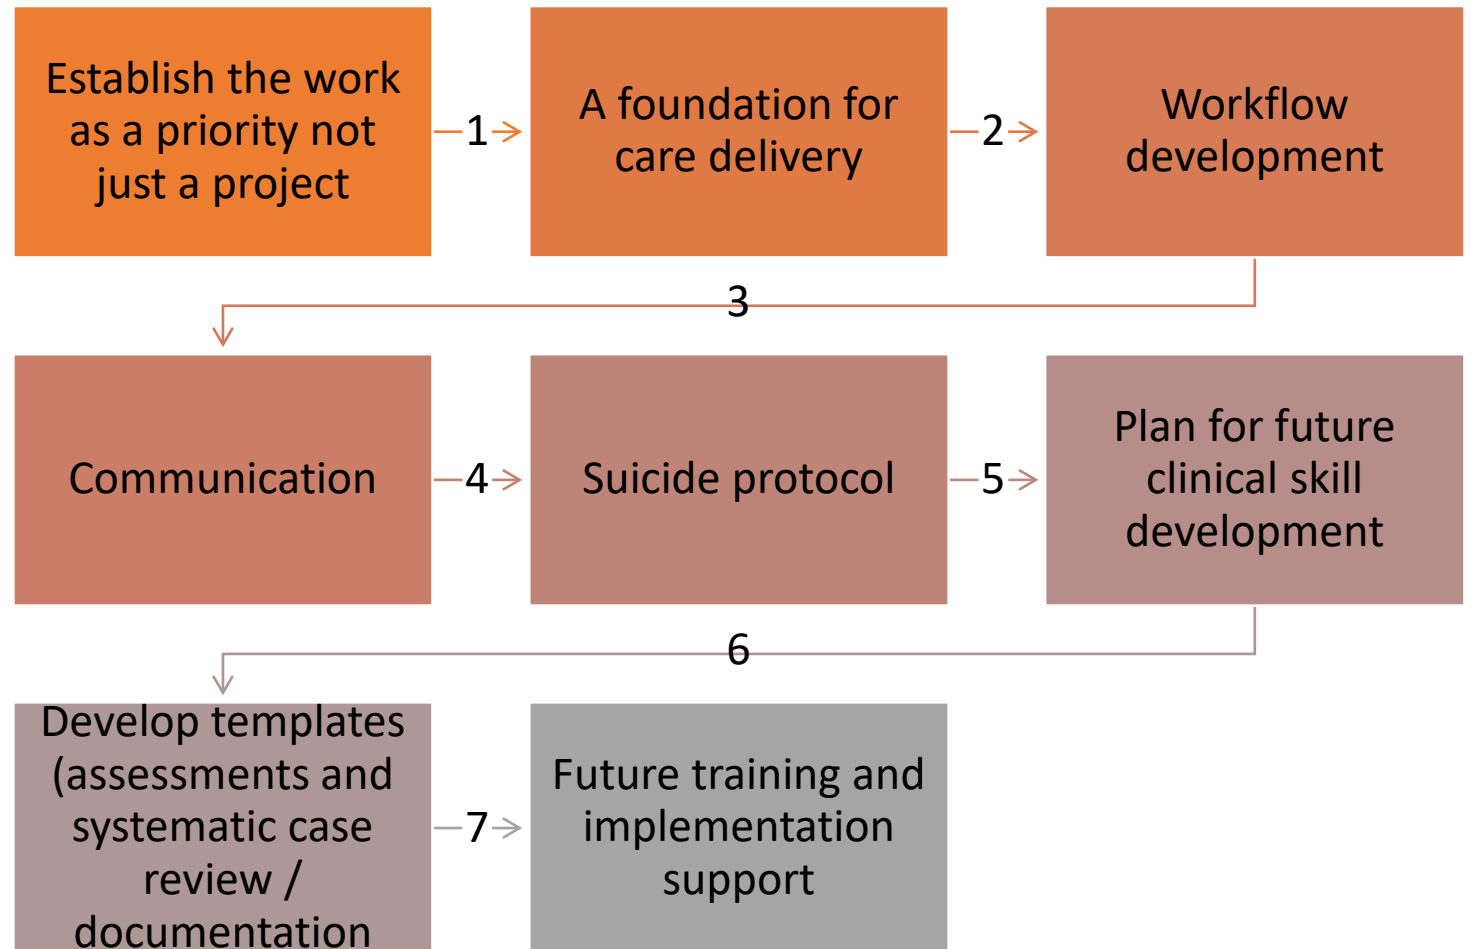 Establish the work
as a priority not
just a project
1
A foundation for
care delivery
2
Workflow
development
3
Communication
4
Suicide protocol
5
Plan for future
clinical skill
development
6
Develop templates
(assessments and
systematic case
review /
documentation
7
Future training and
implementation
support